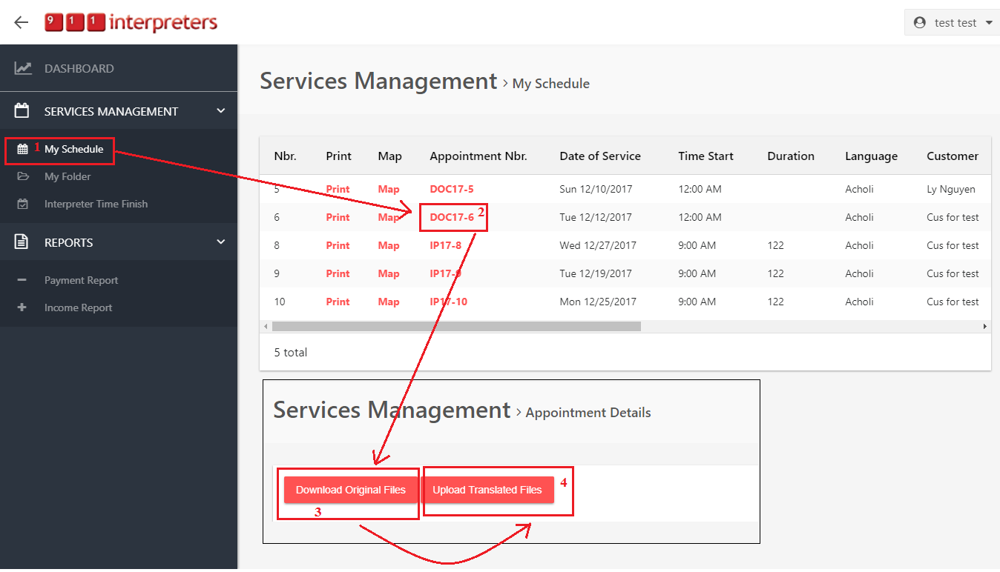 9 1 1 interpreters
test test
DASHBOARD
SERVICES MANAGEMENT
1 My Schedule
My Folder
Interpreter Time Finish
REPORTS
Payment Report
Income Report
Services Management > My Schedule
Nbr. Print Map Appointment Nbr. Date of Service Time Start Duration Language Customer
5 Print Map DOC17-5 Sun 12/10/2017 12:00 AM Acholi Ly Nguyen
6 Print Map DOC17-6 2 Tue 12/12/2017 12:00 AM Acholi Cus for test
8 Print Map IP17-8 Wed 12/27/2017 9:00 AM 122 Acholi Cus for test
9 Print Map IP17-9 Tue 12/19/2017 9:00 AM 122 Acholi Cus for test
10 Print Map IP17-10 Mon 12/25/2017 9:00 AM 122 Acholi Cus for test
5 total
Services Management > Appointment Details
Download Original Files Upload Translated Files 4
3